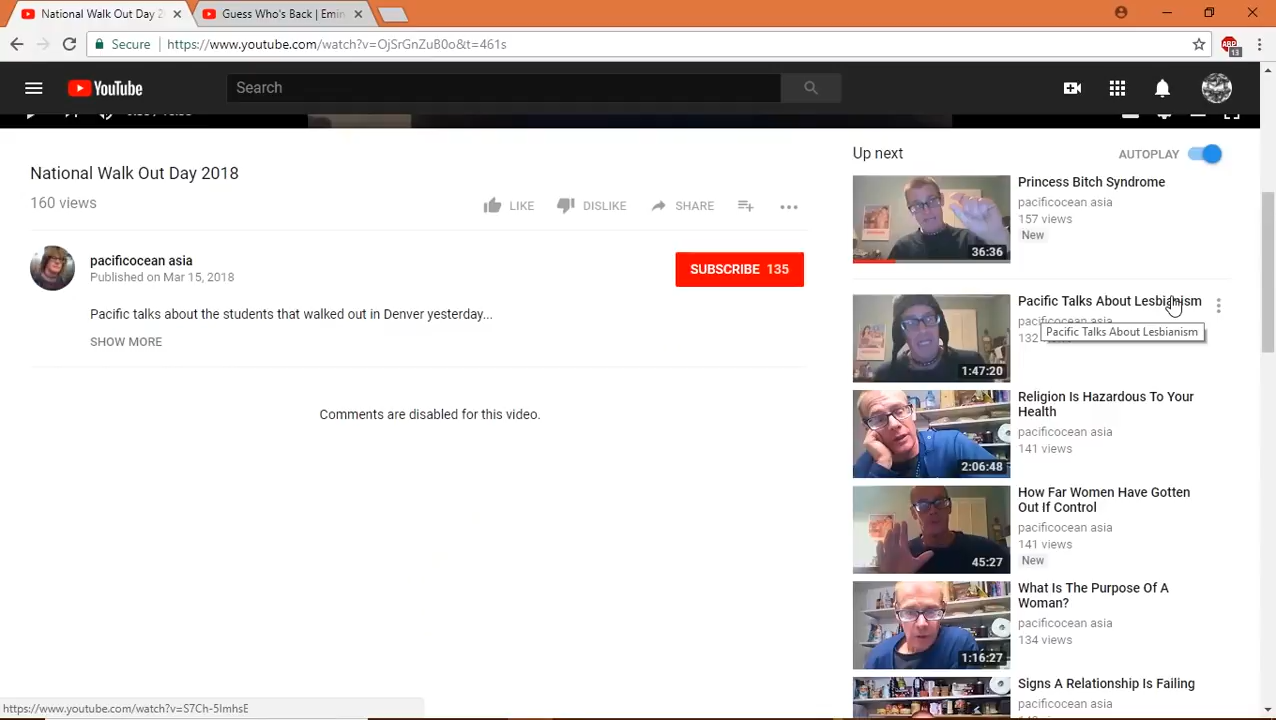 National Walk Out Day 2
Guess Who's Back | Emin
Secure
https://www.youtube.com/watch?v=OjSrGnZuB0o&t=461s
ABP
13
YouTube
Search
National Walk Out Day 2018
160 views
LIKE
DISLIKE
SHARE
pacificocean asia
Published on Mar 15, 2018
SUBSCRIBE 135
Pacific talks about the students that walked out in Denver yesterday...
SHOW MORE
Comments are disabled for this video.
Up next
AUTOPLAY
Princess Bitch Syndrome
pacificocean asia
157 views
New
36:36
Pacific Talks About Lesbianism
pacificocean asia
Pacific Talks About Lesbianism
132
1:47:20
Religion Is Hazardous To Your
Health
pacificocean asia
141 views
2:06:48
How Far Women Have Gotten
Out If Control
pacificocean asia
141 views
New
45:27
What Is The Purpose Of A
Woman?
pacificocean asia
134 views
1:16:27
Signs A Relationship Is Failing
pacificocean asia
https://www.youtube.com/watch?v=S7Ch-5ImhsE